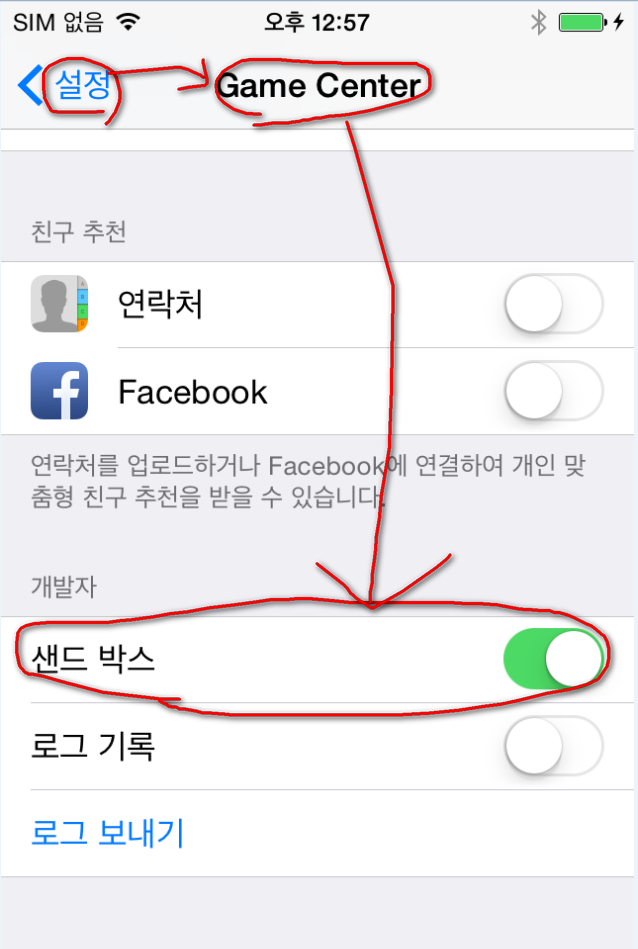 SIM 없음 오후 12:57
설정 Game Center
친구 추천
연락처
Facebook
연락처를 업로드하거나 Facebook에 연결하여 개인 맞
춤형 친구 추천을 받을 수 있습니다.
개발자
샌드 박스
로그 기록
로그 보내기